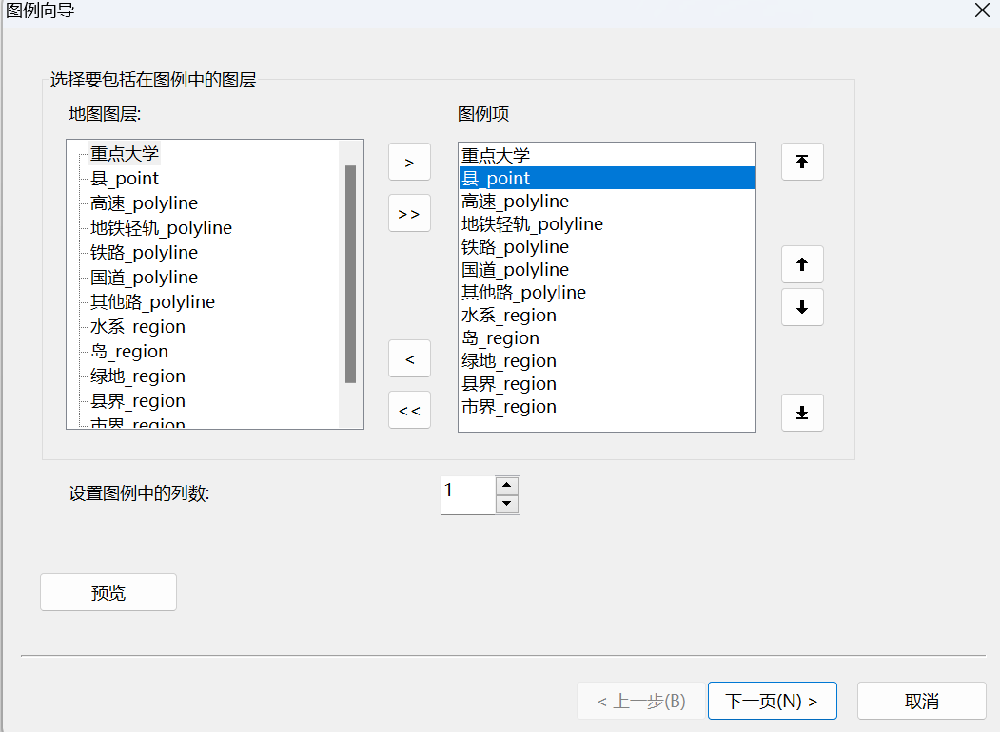 图例向导
选择要包括在图例中的图层
地图图层:
重点大学
县_point
高速_polyline
地铁轻轨_polyline
铁路_polyline
国道_polyline
其他路_polyline
水系_region
岛_region
绿地_region
县界_region
市界_region
>
>>
<
<<
图例项
重点大学
县_point
高速_polyline
地铁轻轨_polyline
铁路_polyline
国道_polyline
其他路_polyline
水系_region
岛_region
绿地_region
县界_region
市界_region
设置图例中的列数:
1
预览
< 上一步(B)
下一页(N) >
取消